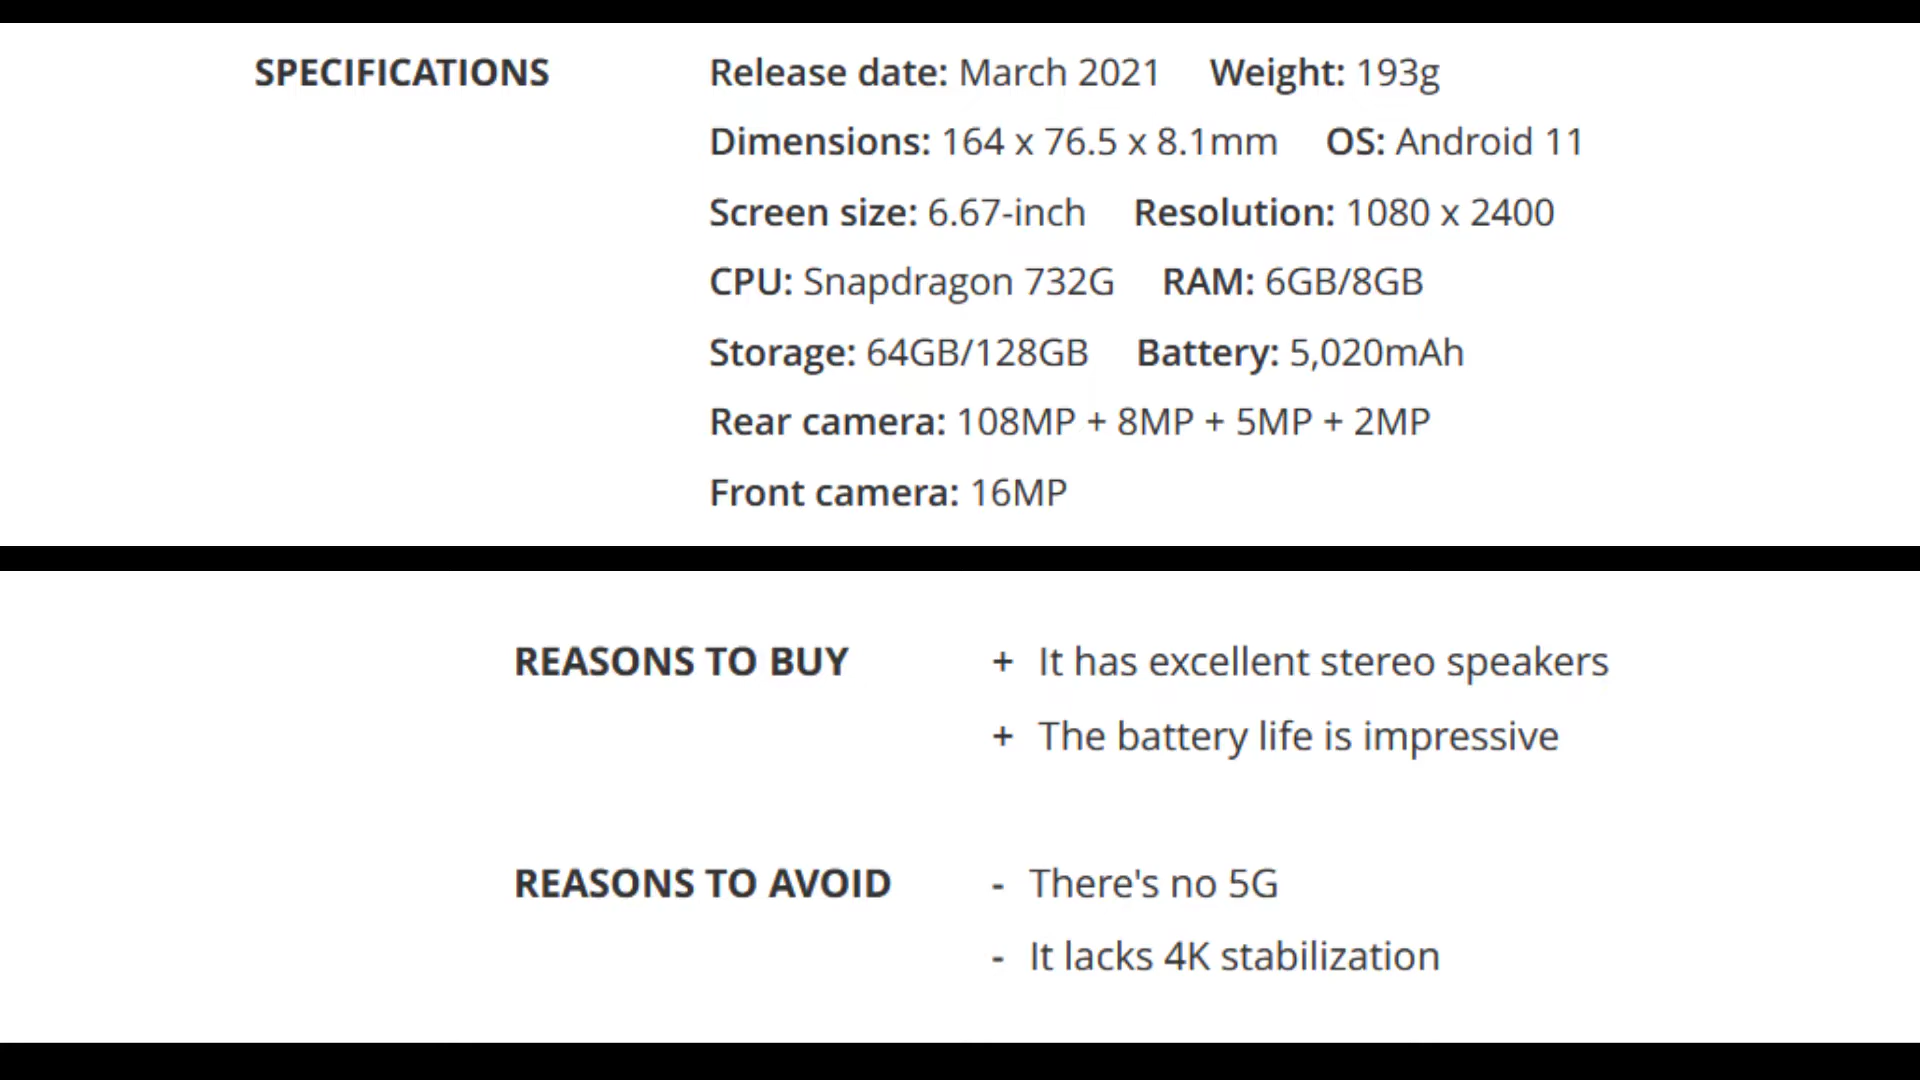 SPECIFICATIONS
Release date: March 2021 Weight: 193g
Dimensions: 164 x 76.5 x 8.1mm OS: Android 11
Screen size: 6.67-inch Resolution: 1080 x 2400
CPU: Snapdragon 732G RAM: 6GB/8GB
Storage: 64GB/128GB Battery: 5,020mAh
Rear camera: 108MP + 8MP + 5MP + 2MP
Front camera: 16MP
REASONS TO BUY
+ It has excellent stereo speakers
+ The battery life is impressive
REASONS TO AVOID
- There's no 5G
- It lacks 4K stabilization